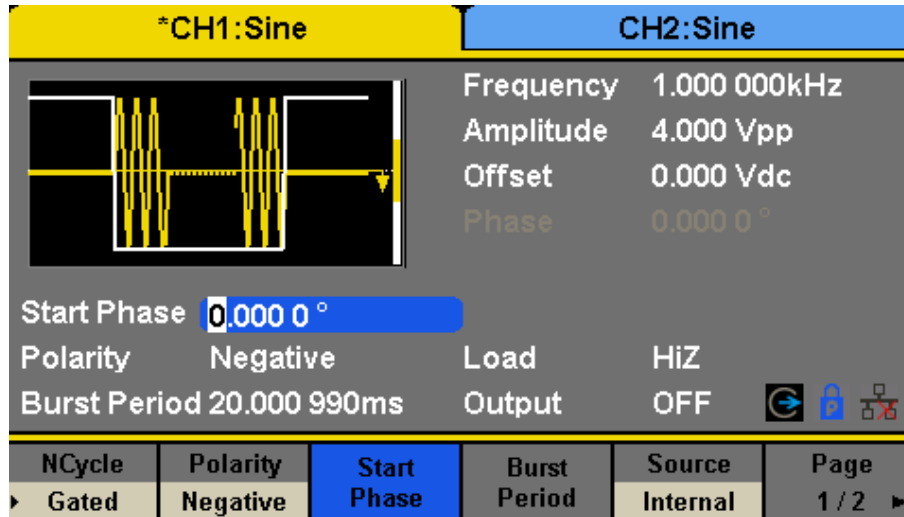 *CH1:Sine CH2:Sine
Frequency 1.000 000kHz
Amplitude 4.000 Vpp
Offset 0.000 Vdc
Phase 0.000 0 °
Start Phase 0.000 0 °
Polarity Negative Load HiZ
Burst Period 20.000 990ms Output OFF
P
NCycle Polarity Start Phase Burst Period Source Page
Gated Negative Internal 1/2